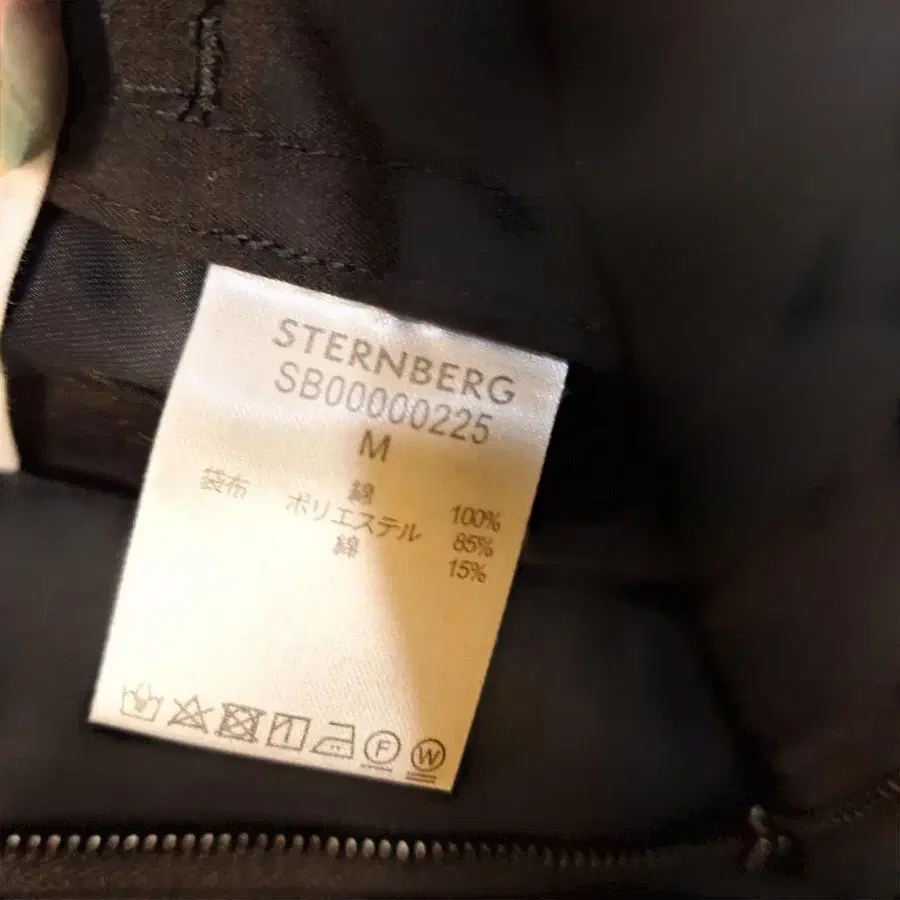 STERNBERG
SB00000225
M
綿 100%
袋布 ポリエステル 85%
綿 15%
F W